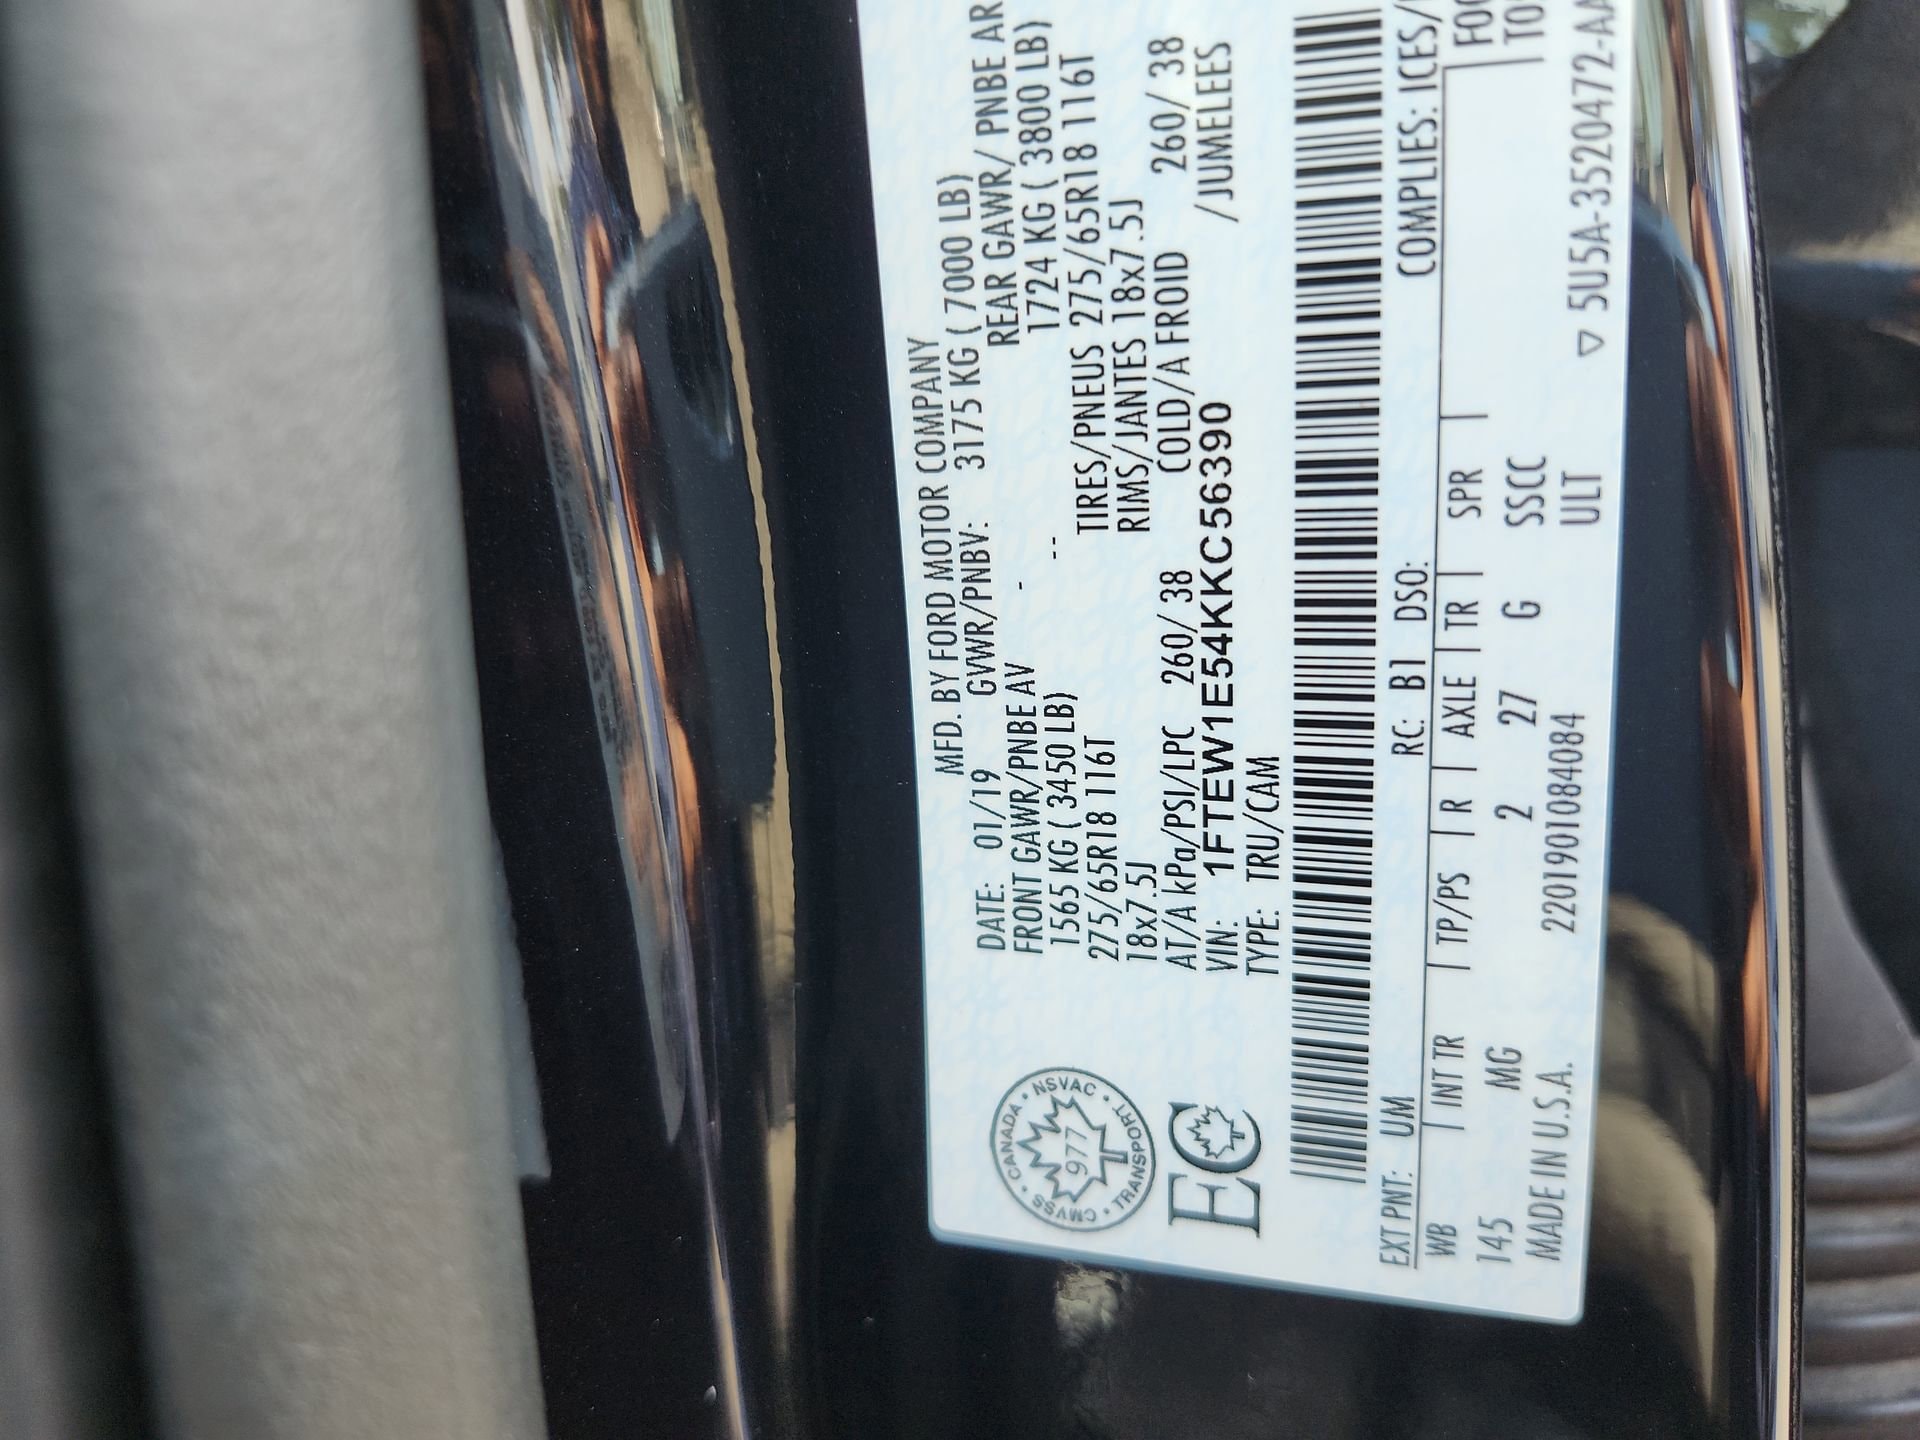 MFD. BY FORD MOTOR COMPANY
DATE: 01/19 GVWR/PNBV: 3175 KG ( 7000 LB)
FRONT GAWR/PNBE AV - REAR GAWR/ PNBE AR
1565 KG ( 3450 LB) -- 1724 KG ( 3800 LB)
275/65R18 116T TIRES/PNEUS 275/65R18 116T
18x7.5J RIMS/JANTES 18x7.5J
AT/A kPa/PSI/LPC 260/ 38 COLD/A FROID 260/ 38
VIN: 1FTEW1E54KKC56390 /JUMELEES
TYPE: TRU/CAM
CANADA • NSVAC • TRANSPORT • CMVSS •
977
EC
EXT PNT: UM RC: B1 DSO: COMPLIES: ICES/
WB | INT TR | TP/PS | R | AXLE | TR | SPR
145 MG 2 27 G SSCC
ULT
MADE IN U.S.A. 2201901084084
▽ 5U5A-3520472-AA